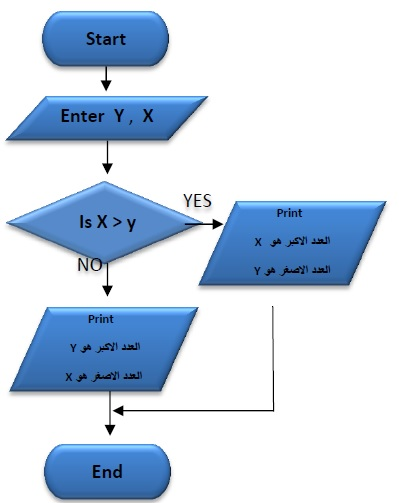 Start
Enter Y , X
Is X > y
YES
Print
العدد الاكبر هو X
العدد الاصغر هو Y
NO
Print
العدد الاكبر هو Y
العدد الاصغر هو X
End